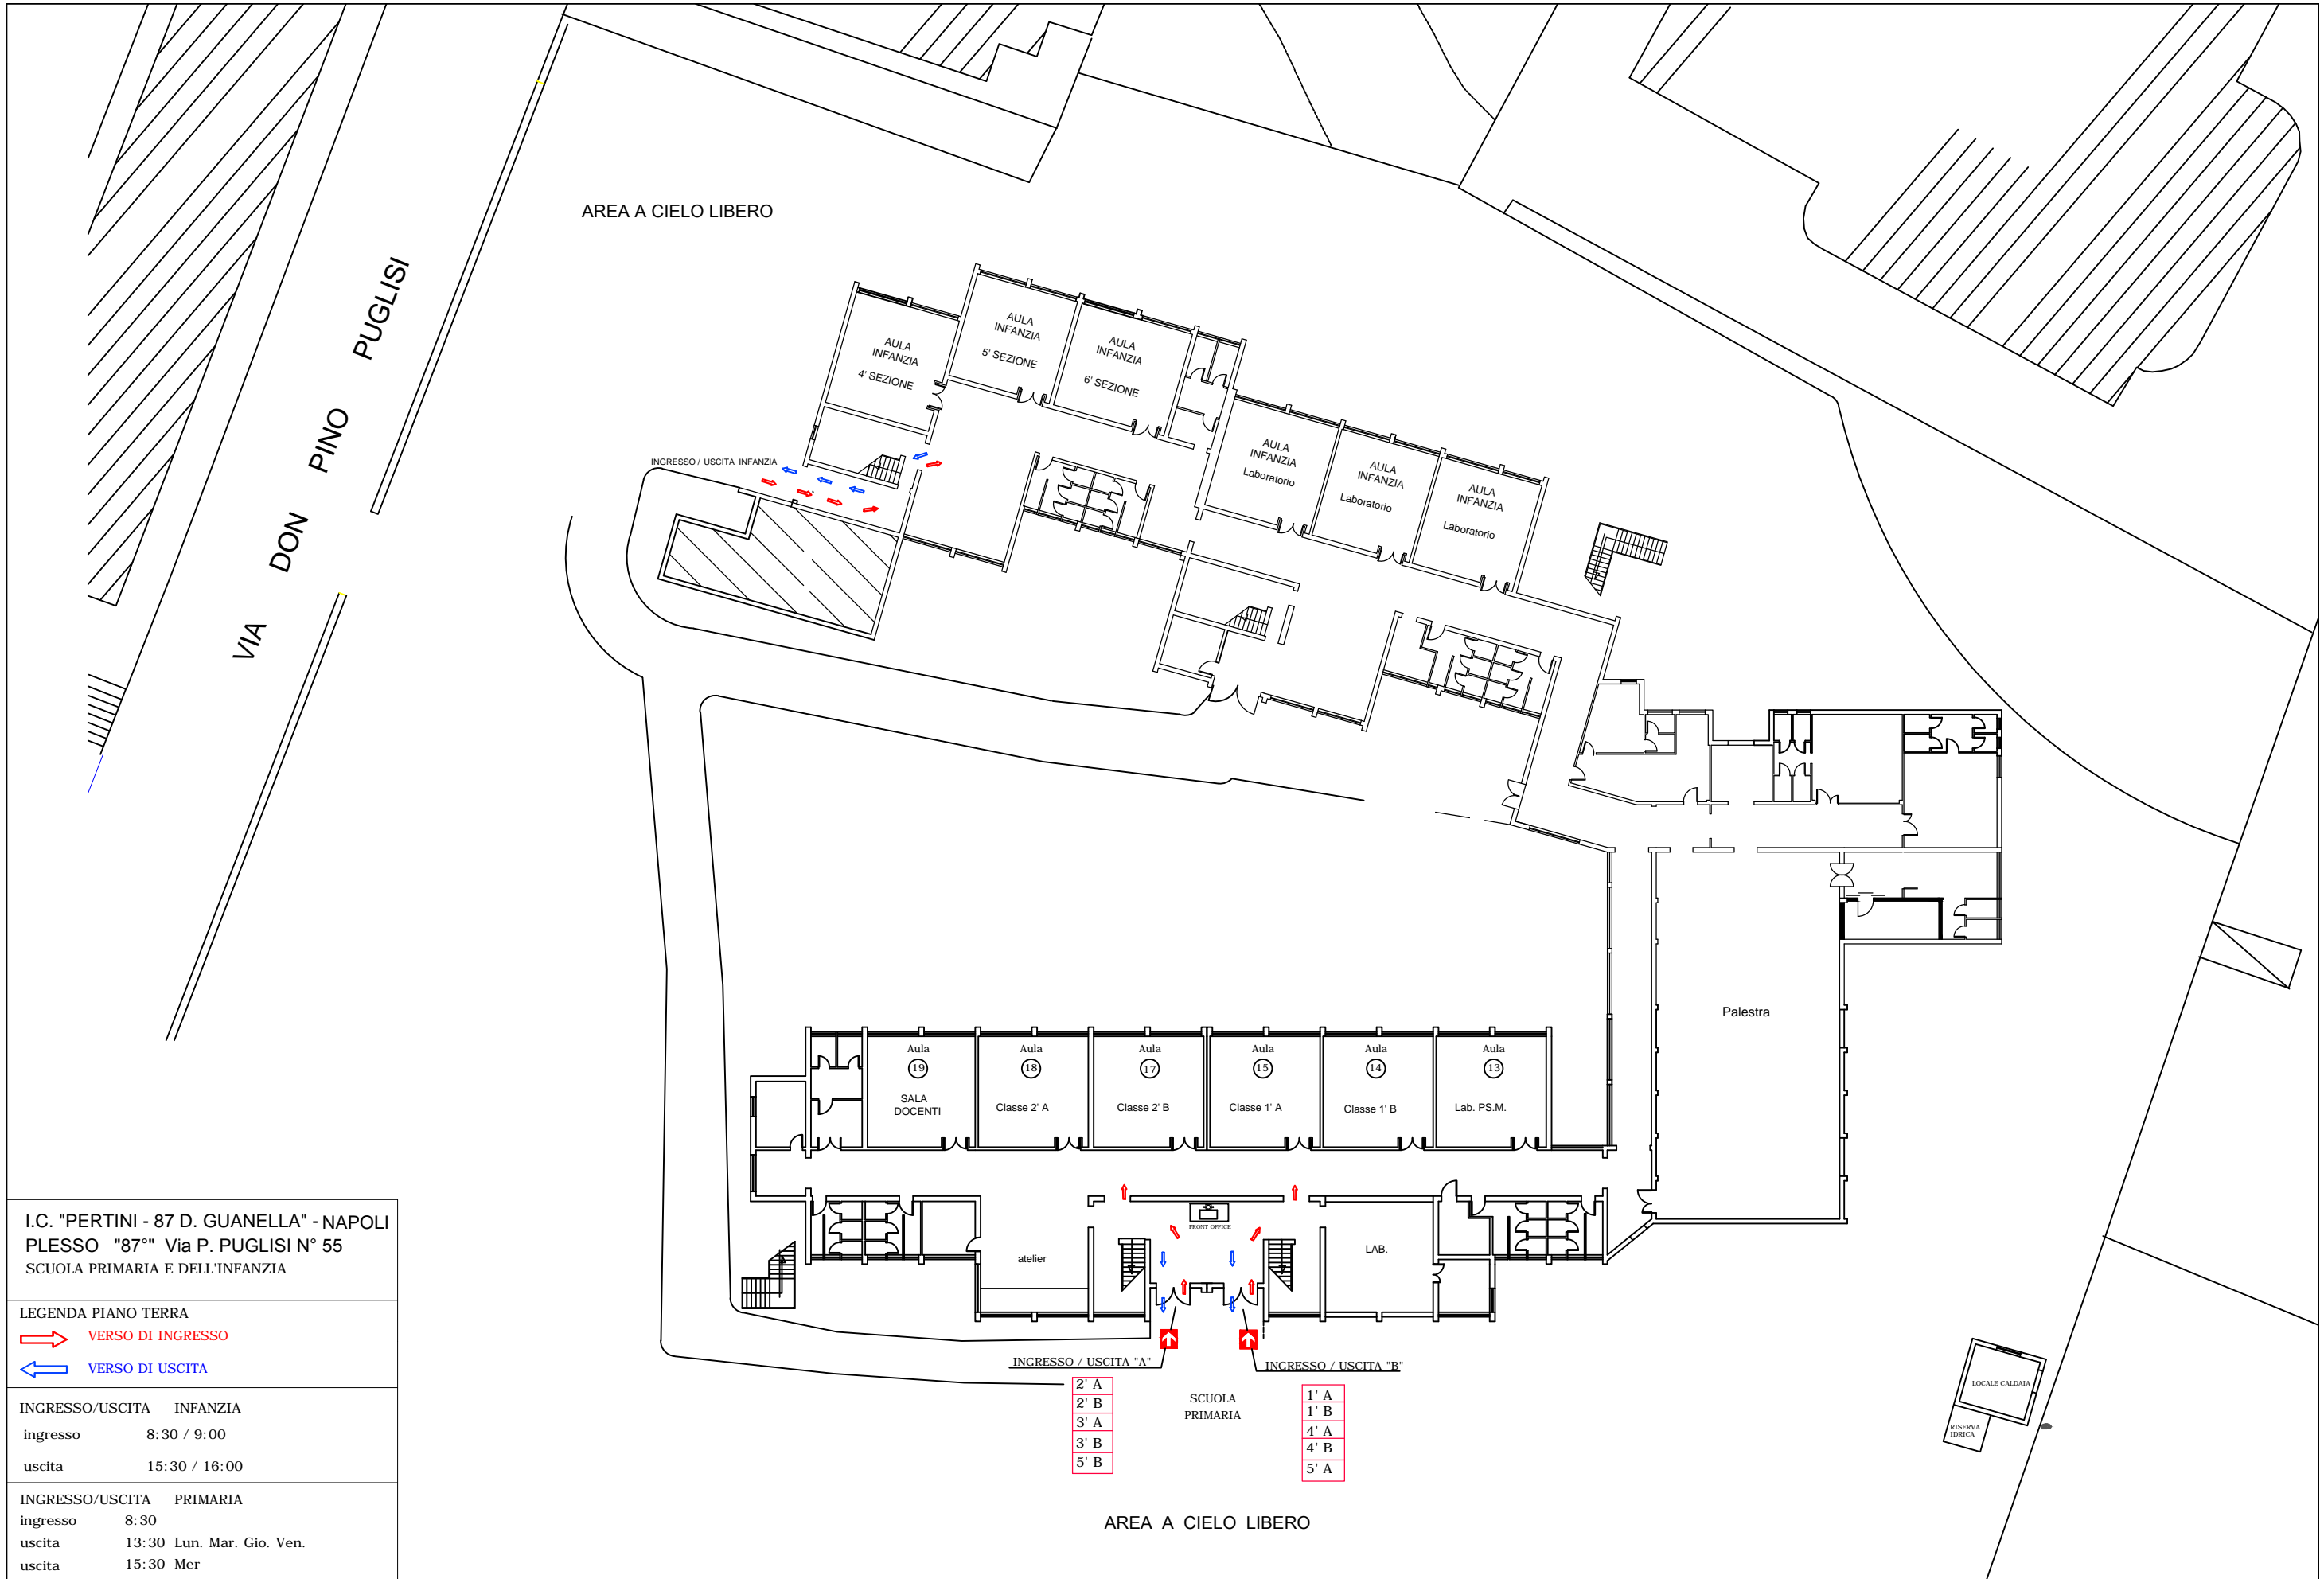 AREA A CIELO LIBERO
VIA DON PINO PUGLISI
AULA
INFANZIA
4' SEZIONE
AULA
INFANZIA
5' SEZIONE
AULA
INFANZIA
6' SEZIONE
INGRESSO / USCITA INFANZIA
AULA
INFANZIA
Laboratorio
AULA
INFANZIA
Laboratorio
AULA
INFANZIA
Laboratorio
Palestra
Aula
19
SALA
DOCENTI
Aula
18
Classe 2' A
Aula
17
Classe 2' B
Aula
15
Classe 1' A
Aula
14
Classe 1' B
Aula
13
Lab. PS.M.
FRONT OFFICE
atelier
LAB.
INGRESSO / USCITA "A"
INGRESSO / USCITA "B"
2' A
2' B
3' A
3' B
5' B
SCUOLA
PRIMARIA
1' A
1' B
4' A
4' B
5' A
AREA A CIELO LIBERO
LOCALE CALDAIA
RISERVA
IDRICA
I.C. "PERTINI - 87 D. GUANELLA" - NAPOLI
PLESSO "87°" Via P. PUGLISI N° 55
SCUOLA PRIMARIA E DELL'INFANZIA
LEGENDA PIANO TERRA
VERSO DI INGRESSO
VERSO DI USCITA
INGRESSO/USCITA INFANZIA
ingresso 8:30 / 9:00
uscita 15:30 / 16:00
INGRESSO/USCITA PRIMARIA
ingresso 8:30
uscita 13:30 Lun. Mar. Gio. Ven.
uscita 15:30 Mer